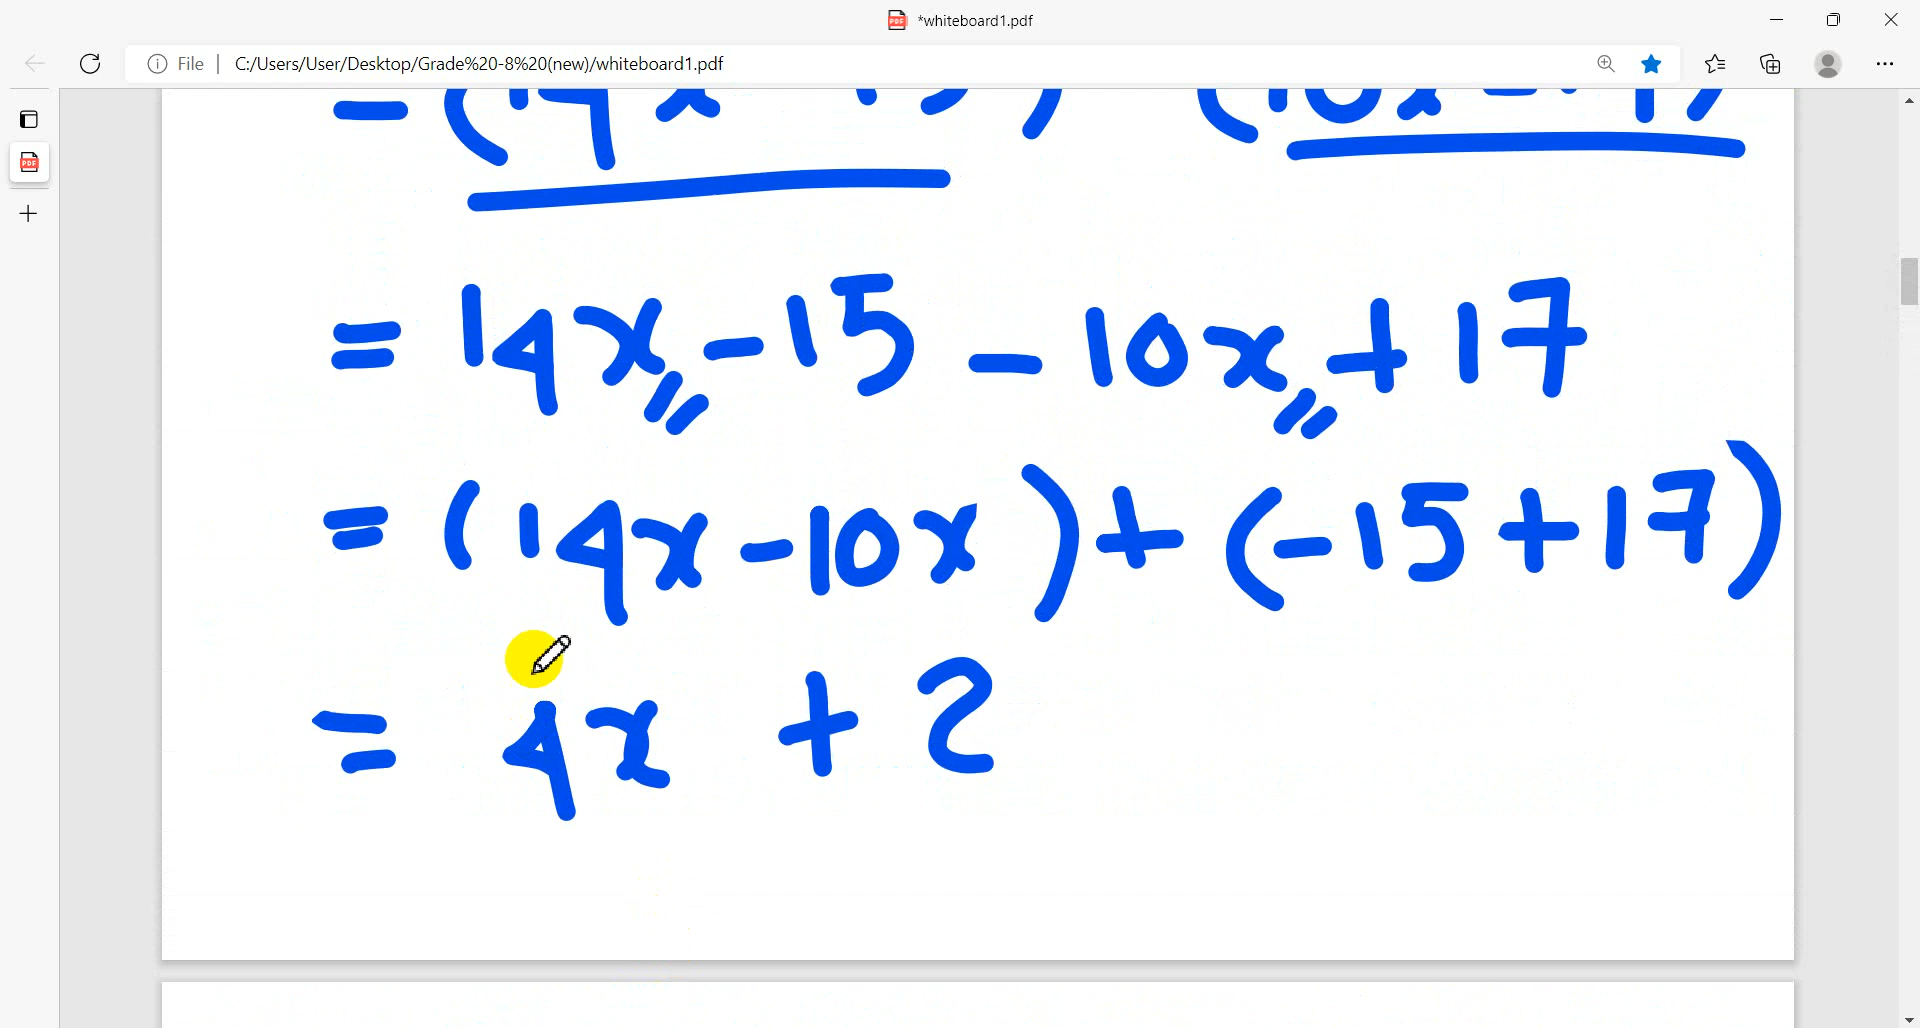 *whiteboard1.pdf
File | C:/Users/User/Desktop/Grade%20-8%20(new)/whiteboard1.pdf
= 14x - 15 - 10x + 17
= (14x - 10x) + (-15 + 17)
= 4x + 2